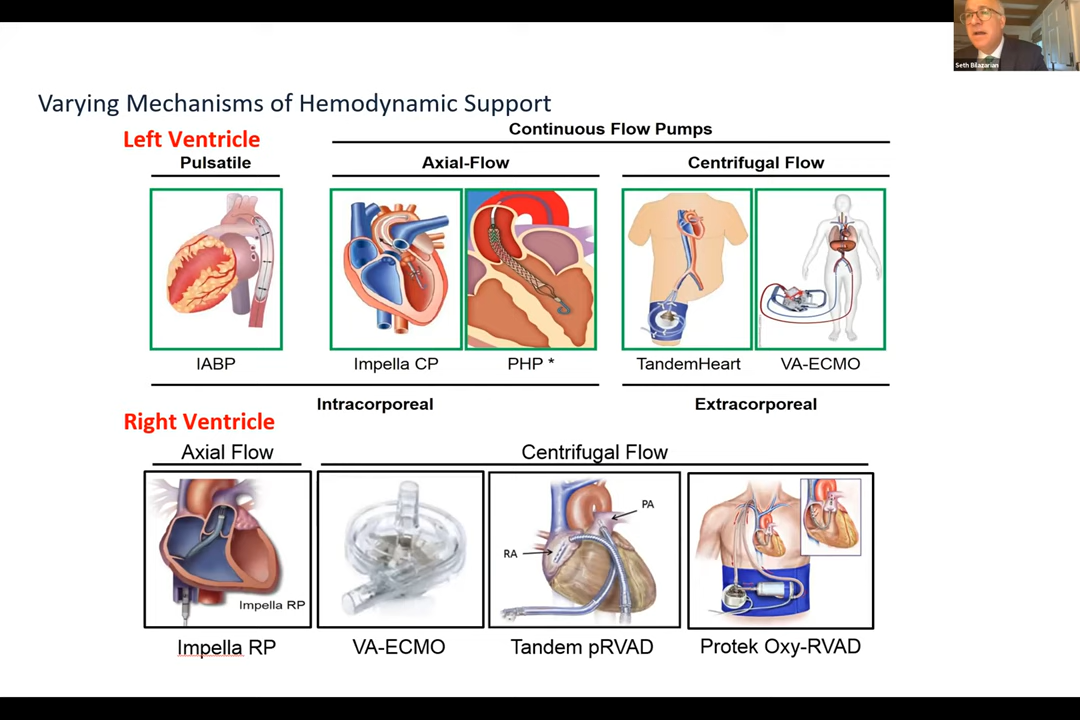 Seth Bilazarian
Varying Mechanisms of Hemodynamic Support
Left Ventricle
Continuous Flow Pumps
Pulsatile
Axial-Flow
Centrifugal Flow
IABP
Impella CP
PHP *
TandemHeart
VA-ECMO
Intracorporeal
Extracorporeal
Right Ventricle
Axial Flow
Centrifugal Flow
PA
RA
Impella RP
Impella RP
VA-ECMO
Tandem pRVAD
Protek Oxy-RVAD